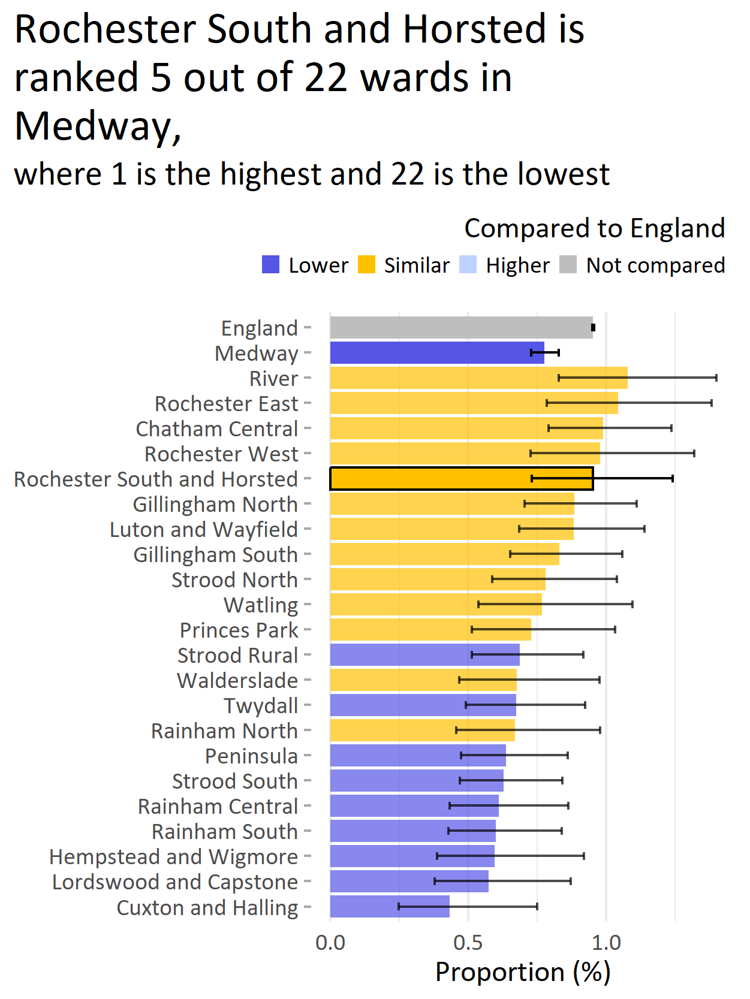 Rochester South and Horsted is
ranked 5 out of 22 wards in
Medway,
where 1 is the highest and 22 is the lowest
Compared to England
Lower Similar Higher Not compared
England
Medway
River
Rochester East
Chatham Central
Rochester West
Rochester South and Horsted
Gillingham North
Luton and Wayfield
Gillingham South
Strood North
Watling
Princes Park
Strood Rural
Walderslade
Twydall
Rainham North
Peninsula
Strood South
Rainham Central
Rainham South
Hempstead and Wigmore
Lordswood and Capstone
Cuxton and Halling
0.0 0.5 1.0
Proportion (%)